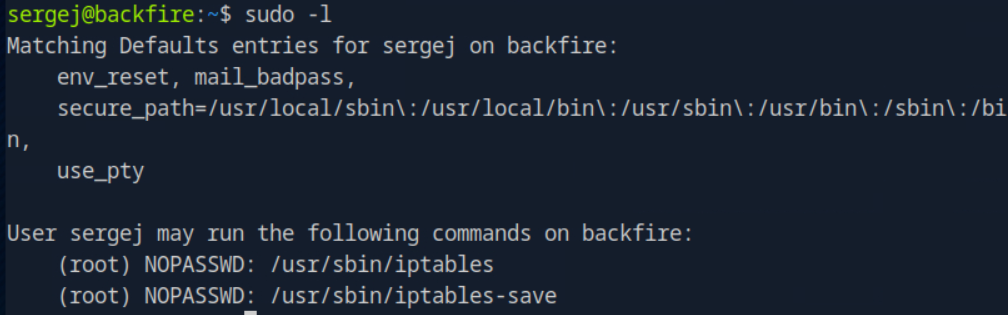 sergej@backfire:~$ sudo -l
Matching Defaults entries for sergej on backfire:
    env_reset, mail_badpass,
    secure_path=/usr/local/sbin\:/usr/local/bin\:/usr/sbin\:/usr/bin\:/sbin\:/bi
n,
    use_pty

User sergej may run the following commands on backfire:
    (root) NOPASSWD: /usr/sbin/iptables
    (root) NOPASSWD: /usr/sbin/iptables-save